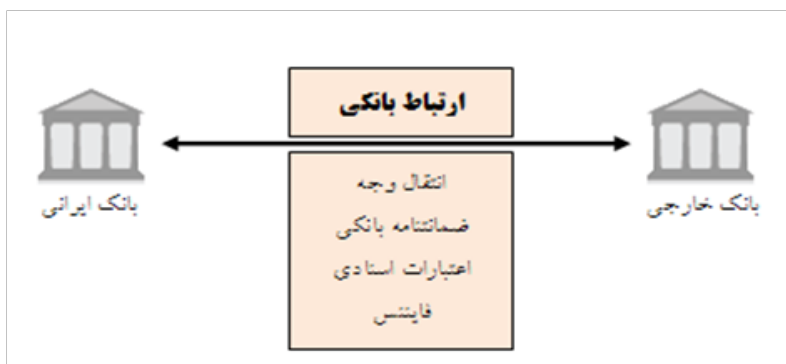 ارتباط بانکی
بانک خارجی
بانک ایرانی
انتقال وجه
ضمانتنامه بانکی
اعتبارات اسنادی
فاینانس